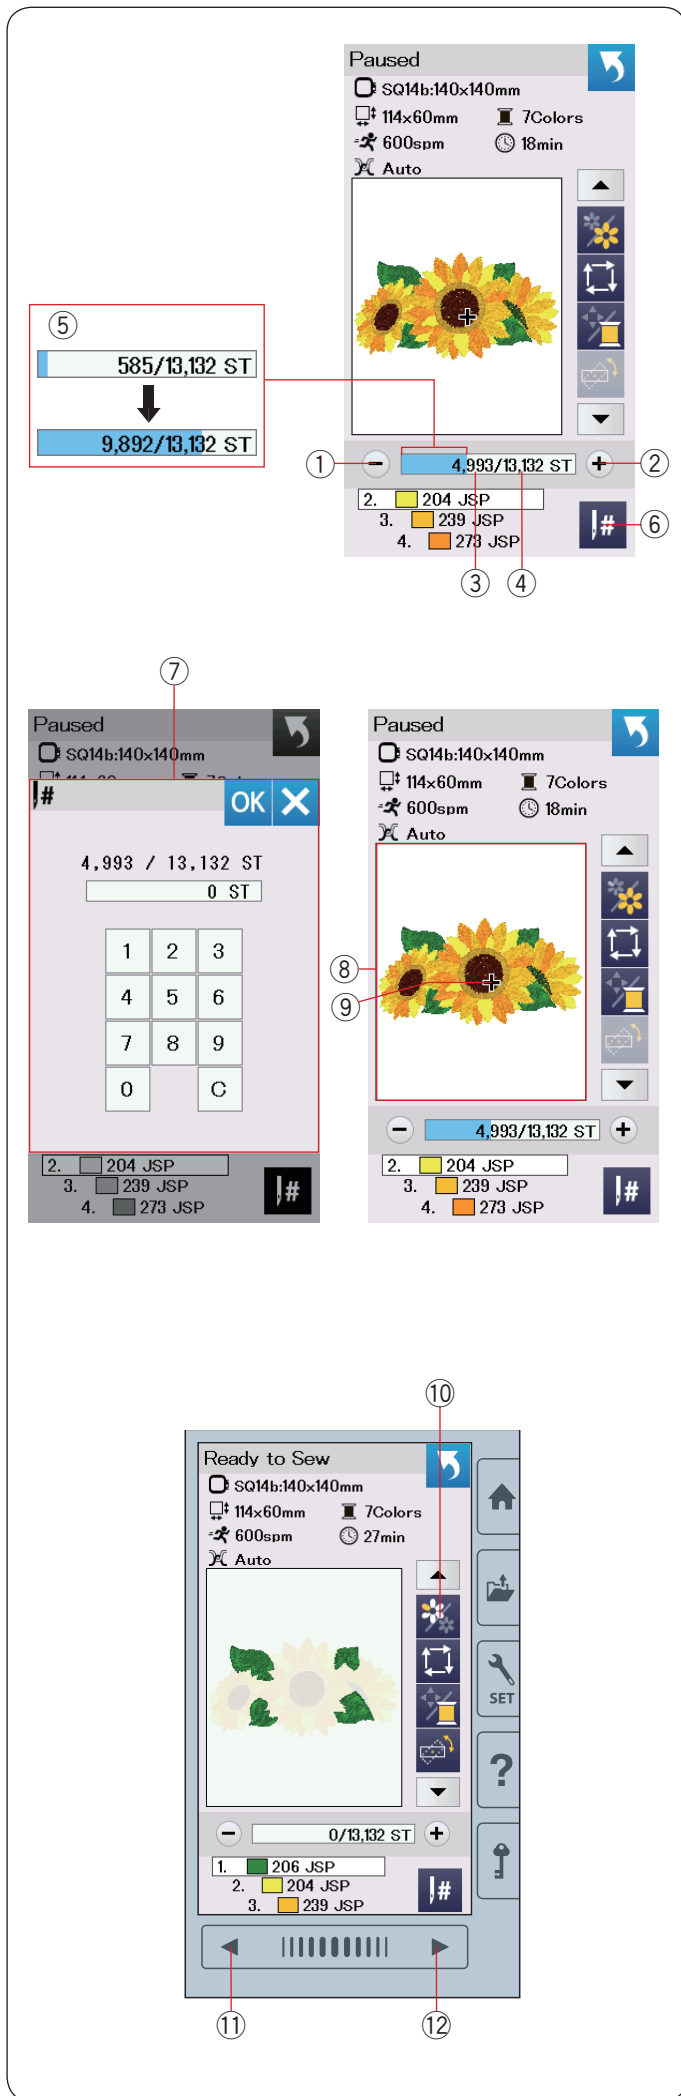 Paused
SQ14b:140x140mm
114x60mm 7Colors
600spm 18min
Auto
⑤
585/13,132 ST
9,892/13,132 ST
① − 4,993/13,132 ST + ②
2. 204 JSP
3. 239 JSP
4. 273 JSP
# ⑥
③ ④
⑦
Paused
SQ14b:140x140mm
#
OK
4,993 / 13,132 ST
0 ST
1 2 3
4 5 6
7 8 9
0 C
2. 204 JSP
3. 239 JSP
4. 273 JSP
#
Paused
SQ14b:140x140mm
114x60mm 7Colors
600spm 18min
Auto
⑧
⑨
− 4,993/13,132 ST +
2. 204 JSP
3. 239 JSP
4. 273 JSP
#
⑩
Ready to Sew
SQ14b:140x140mm
114x60mm 7Colors
600spm 27min
Auto
SET
?
− 0/13,132 ST +
1. 206 JSP
2. 204 JSP
3. 239 JSP
#
⑪ ⑫